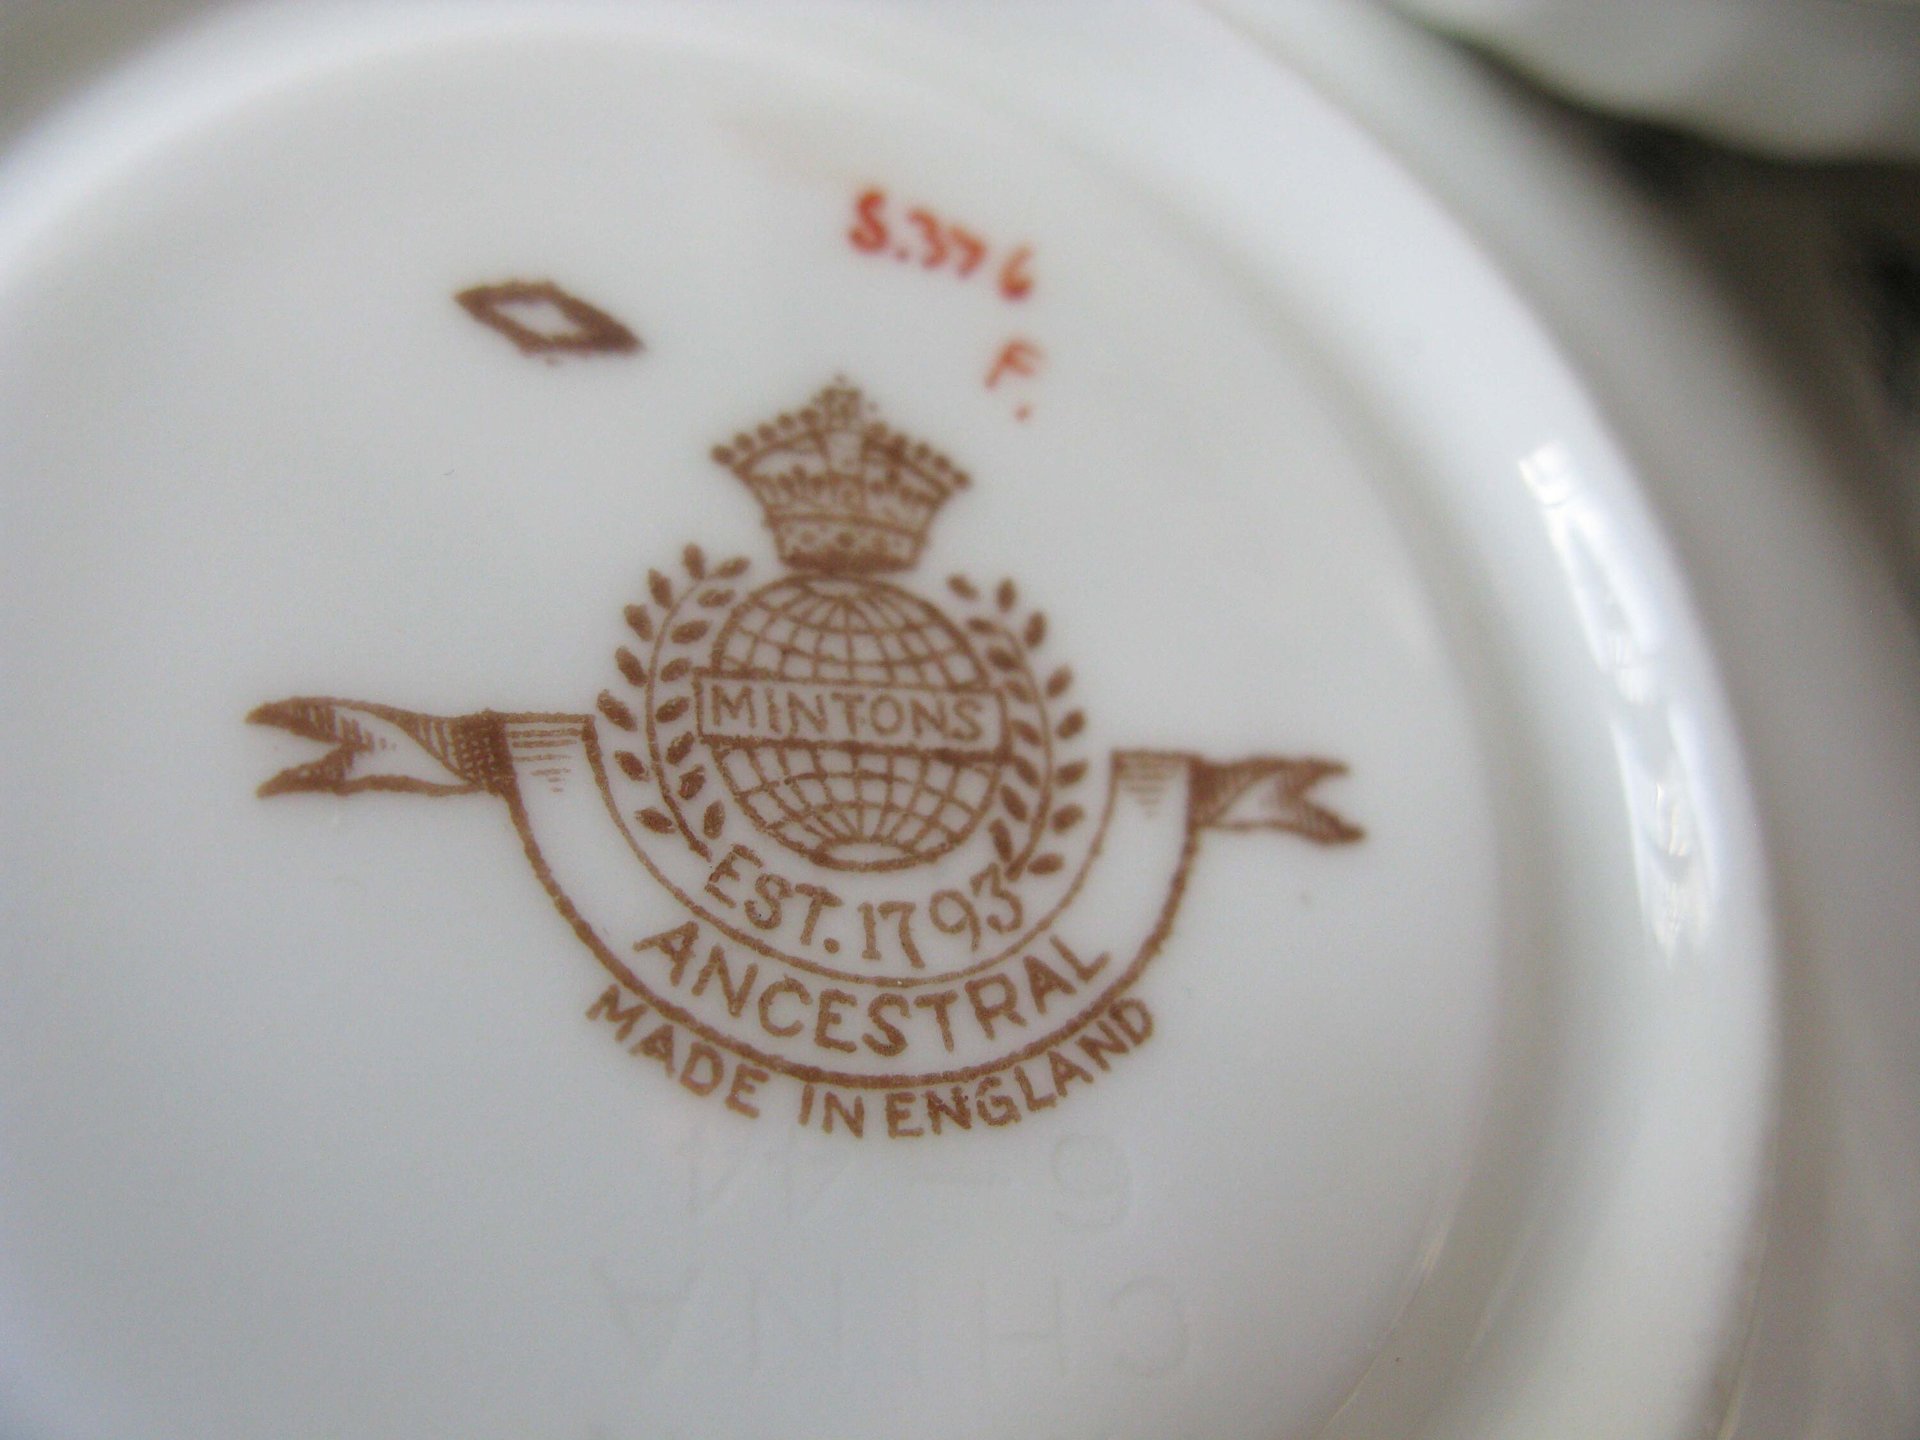 S.376
F.
MINTONS
EST. 1793
ANCESTRAL
MADE IN ENGLAND